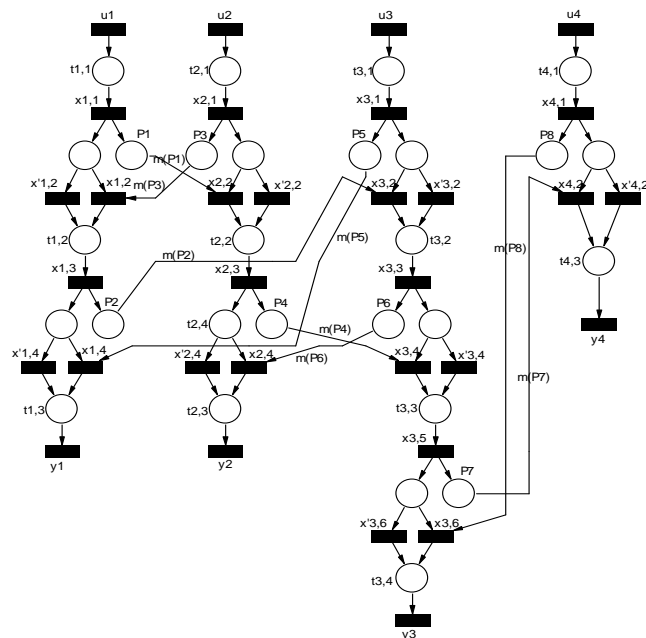 u1 u2 u3 u4
t1,1 t2,1 t3,1 t4,1
x1,1 x2,1 x3,1 x4,1
P1 P3 P5 P8
m(P1)
x'1,2 x1,2 m(P3) x2,2 x'2,2 x3,2 x'3,2 x4,2 x'4,2
m(P5)
t1,2 t2,2 t3,2 m(P8)
m(P2)
t4,3
x1,3 x2,3 x3,3
P2 P4 P6
t2,4 m(P4)
x'1,4 x1,4 x'2,4 x2,4 m(P6) x3,4 x'3,4
y4
m(P7)
t1,3 t2,3 t3,3
x3,5
y1 y2
P7
x'3,6 x3,6
t3,4
y3